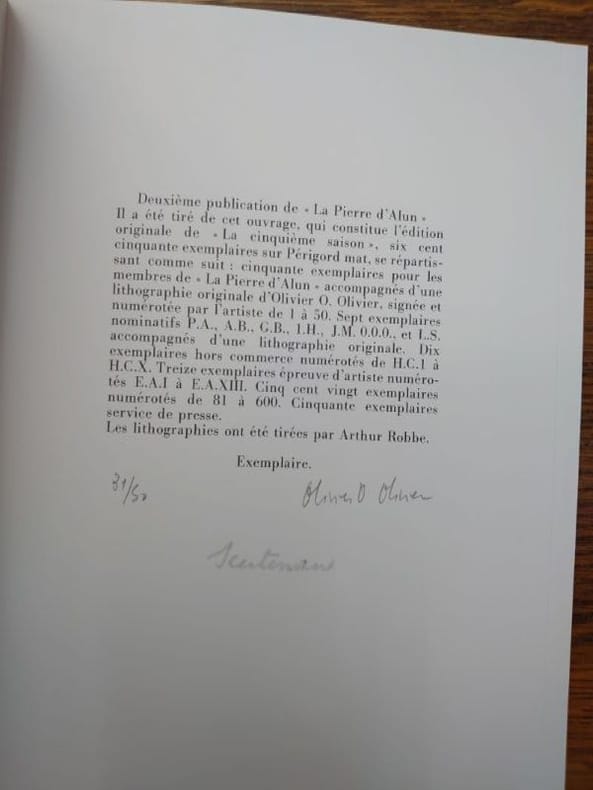 Deuxième publication de « La Pierre d'Alun »
Il a été tiré de cet ouvrage, qui constitue l'édition
originale de « La cinquième saison », six cent
cinquante exemplaires sur Périgord mat, se répartis-
sant comme suit : cinquante exemplaires pour les
membres de « La Pierre d'Alun » accompagnés d'une
lithographie originale d'Olivier O. Olivier, signée et
numérotée par l'artiste de 1 à 50. Sept exemplaires
nominatifs P.A., A.B., G.B., I.H., J.M. O.O.O., et L.S.
accompagnés d'une lithographie originale. Dix
exemplaires hors commerce numérotés de H.C.I à
H.C.X. Treize exemplaires épreuve d'artiste numéro-
tés E.A.I à E.A.XIII. Cinq cent vingt exemplaires
numérotés de 81 à 600. Cinquante exemplaires
service de presse.
Les lithographies ont été tirées par Arthur Robbe.
Exemplaire.
31/50 Olivier O Olivier